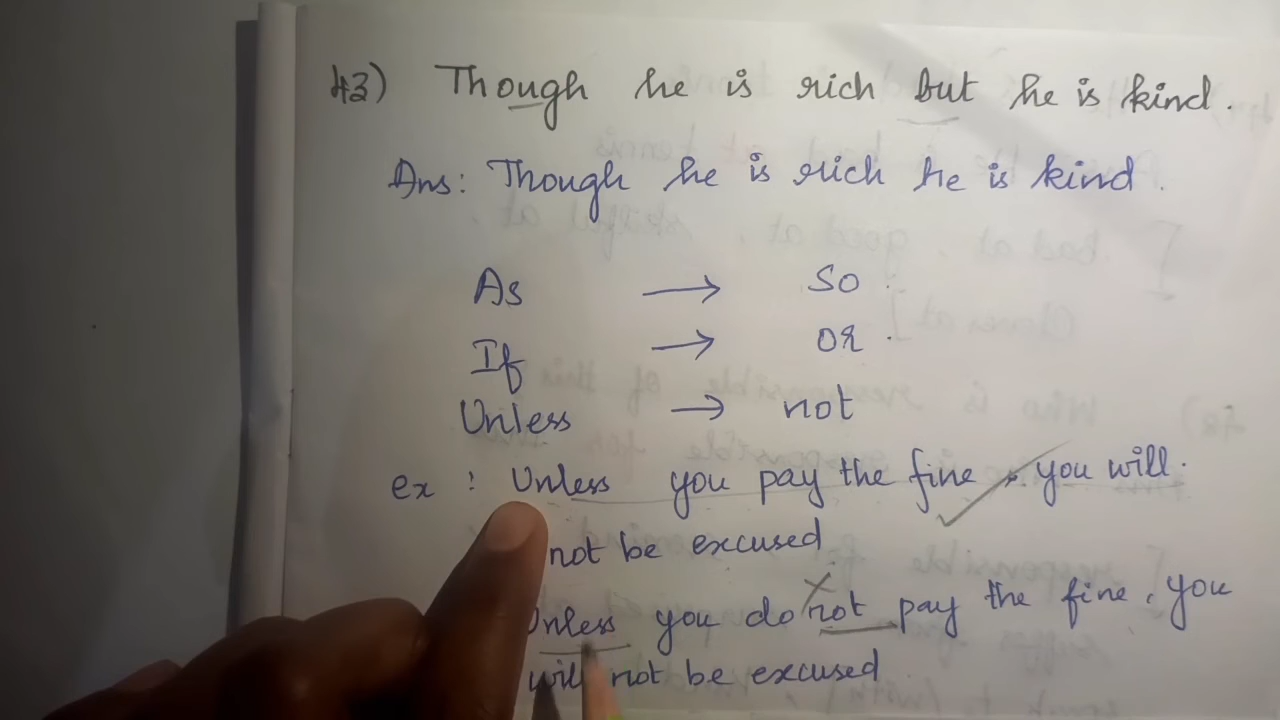 43) Though he is rich but he is kind.
Ans: Though he is rich he is kind.
As → so.
If → or.
Unless → not
ex : Unless you pay the fine, you will.
not be excused
Unless you do not pay the fine, you
will not be excused